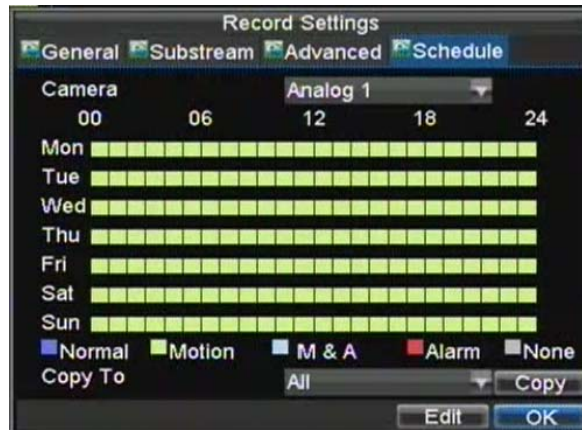 Record Settings
General Substream Advanced Schedule
Camera Analog 1
00 06 12 18 24
Mon
Tue
Wed
Thu
Fri
Sat
Sun
Normal Motion M & A Alarm None
Copy To All Copy
Edit OK